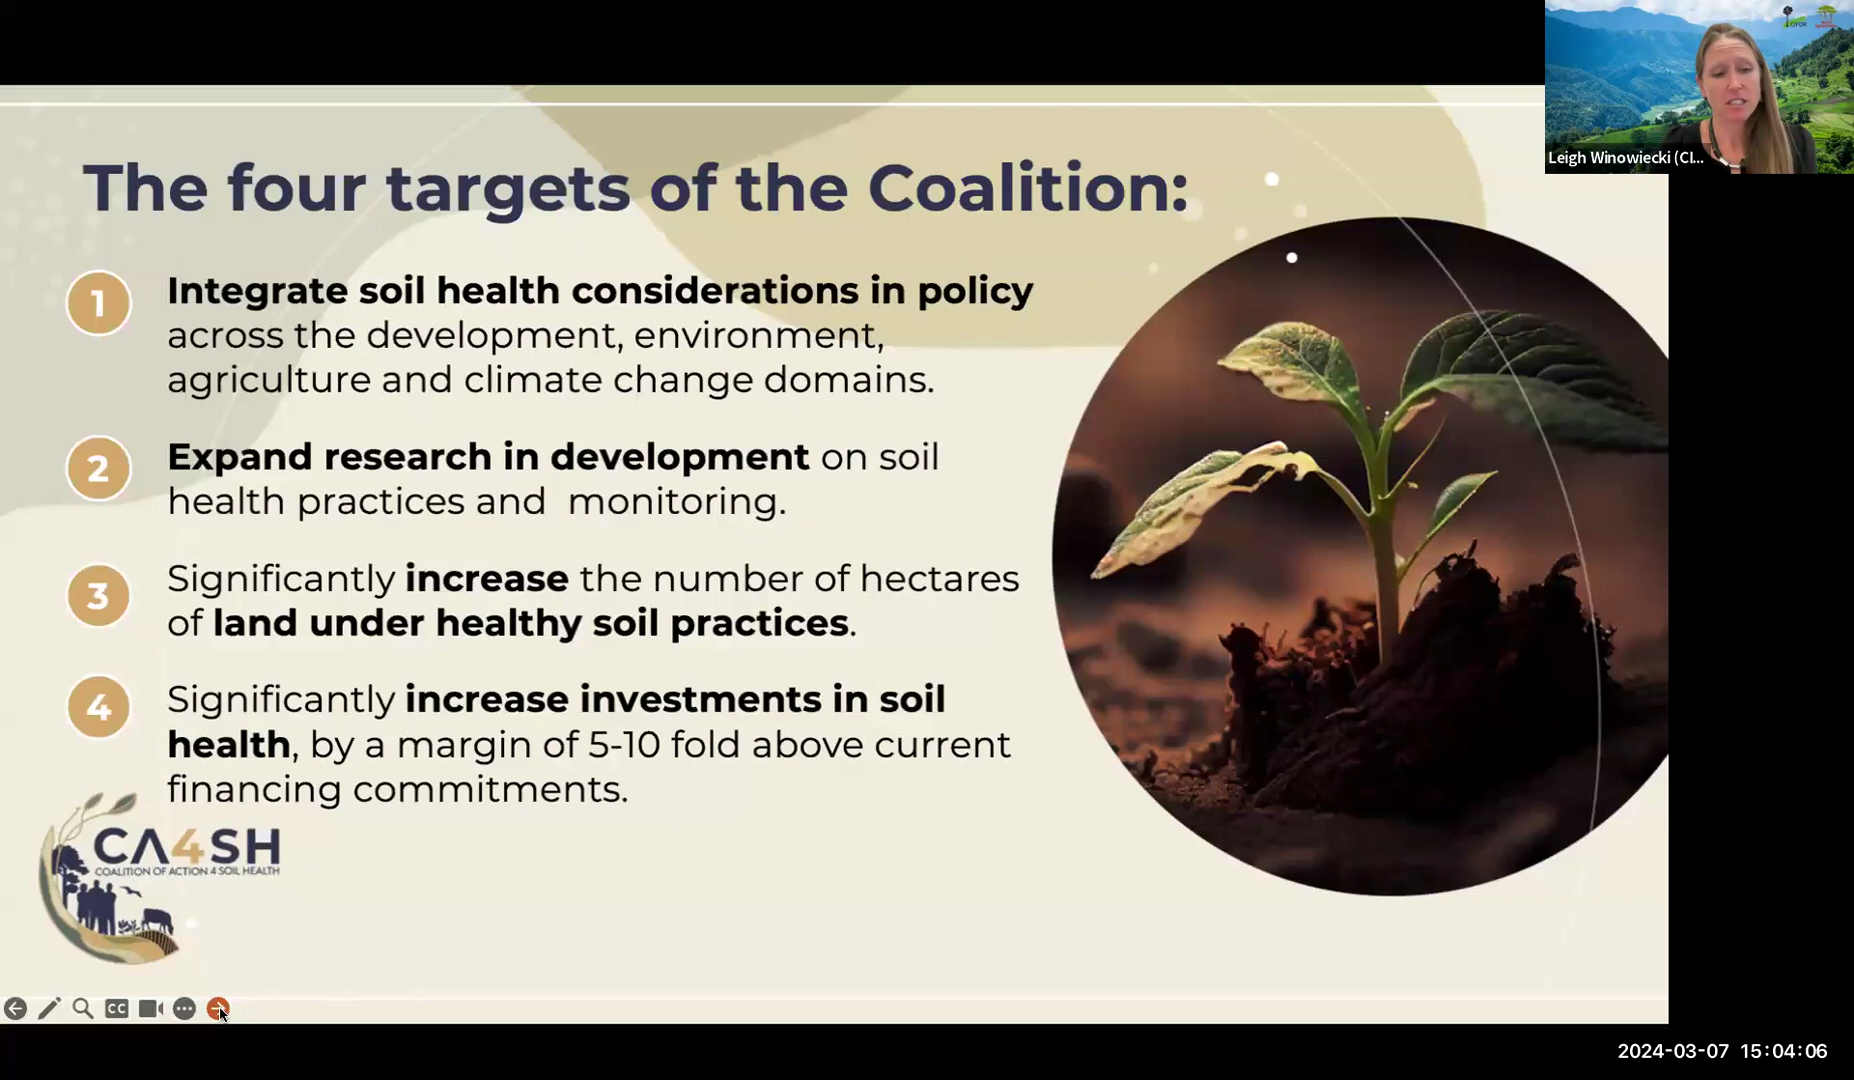 Leigh Winowiecki (CI...
The four targets of the Coalition:
1
Integrate soil health considerations in policy
across the development, environment,
agriculture and climate change domains.
2
Expand research in development on soil
health practices and monitoring.
3
Significantly increase the number of hectares
of land under healthy soil practices.
4
Significantly increase investments in soil
health, by a margin of 5-10 fold above current
financing commitments.
CA4SH
COALITION OF ACTION 4 SOIL HEALTH
CC
2024-03-07 15:04:06